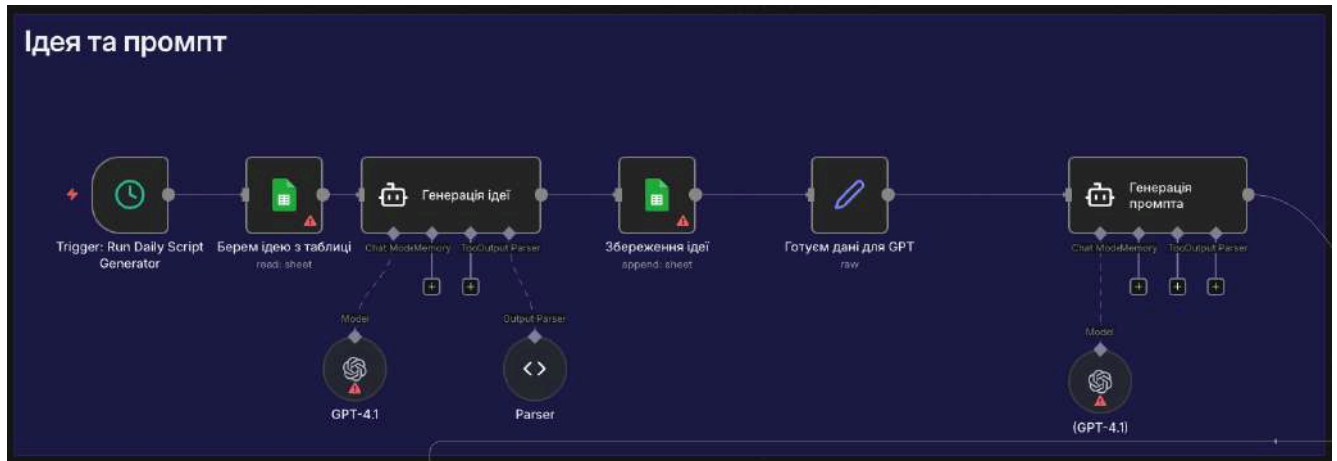 Ідея та промпт
Trigger: Run Daily Script
Generator
Берем ідею з таблиці
read: sheet
Генерація ідеї
Chat Model
Memory
Tool
Output Parser
Model
GPT-4.1
Output Parser
Parser
Збереження ідеї
append: sheet
Готуєм дані для GPT
raw
Генерація
промпта
Chat Model
Memory
Tool
Output Parser
Model
(GPT-4.1)